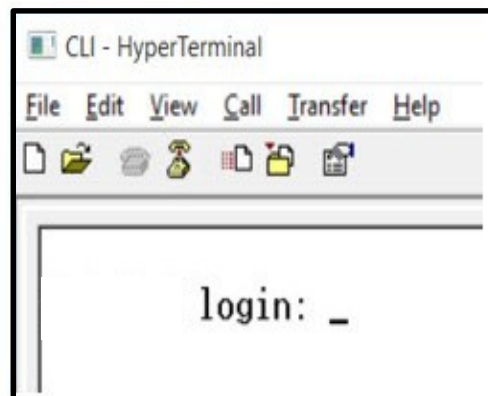 CLI - HyperTerminal
File Edit View Call Transfer Help
login: _